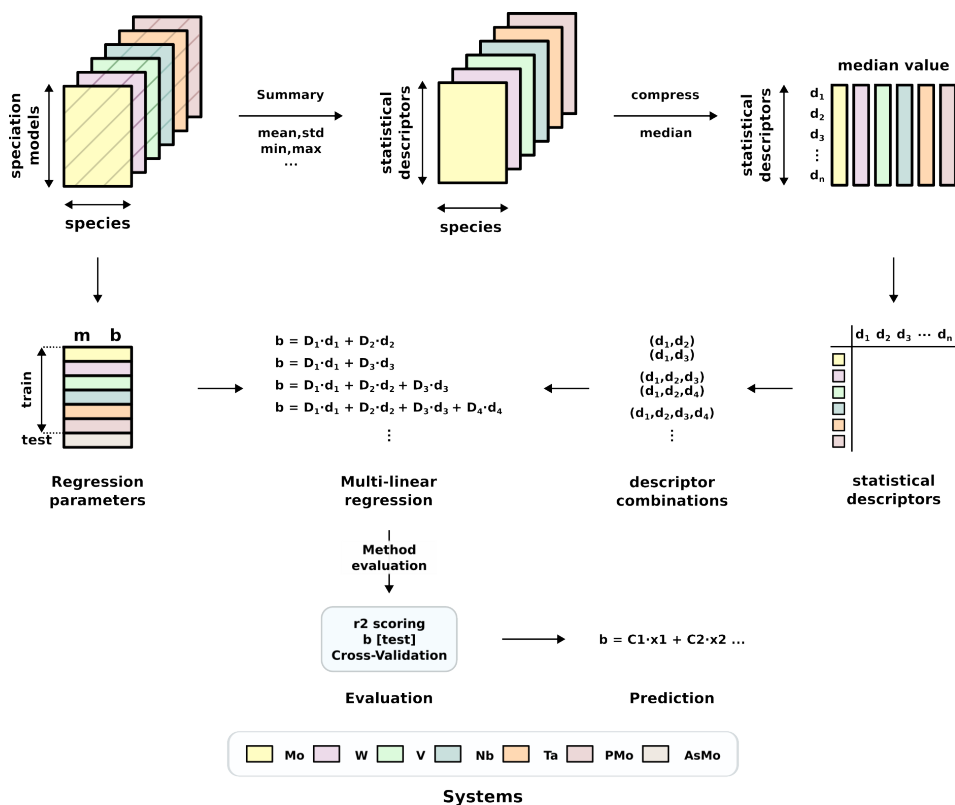 speciation
models
species
Summary
mean,std
min,max
...
statistical
descriptors
species
compress
median
median value
statistical
descriptors
d₁
d₂
d₃
⋮
dₙ
m b
train
test
Regression
parameters
b = D₁·d₁ + D₂·d₂
b = D₁·d₁ + D₃·d₃
b = D₁·d₁ + D₂·d₂ + D₃·d₃
b = D₁·d₁ + D₂·d₂ + D₃·d₃ + D₄·d₄
⋮
Multi-linear
regression
(d₁,d₂)
(d₁,d₃)
(d₁,d₂,d₃)
(d₁,d₂,d₄)
(d₁,d₂,d₃,d₄)
⋮
descriptor
combinations
d₁ d₂ d₃ ··· dₙ
statistical
descriptors
Method
evaluation
r2 scoring
b [test]
Cross-Validation
Evaluation
b = C1·x1 + C2·x2 ...
Prediction
Mo W V Nb Ta PMo AsMo
Systems